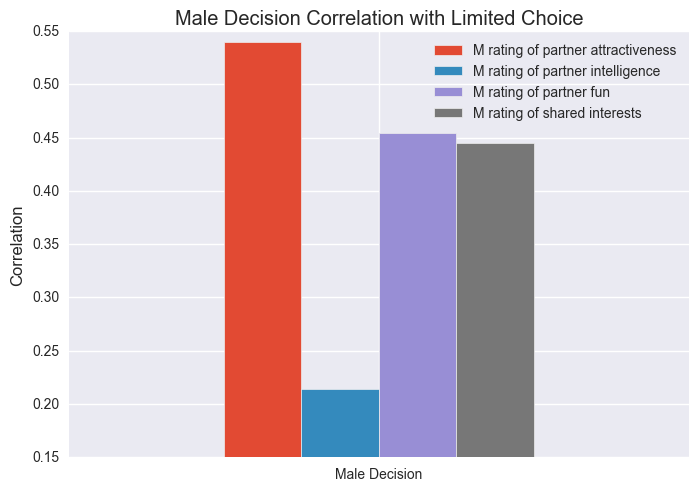 Male Decision Correlation with Limited Choice
M rating of partner attractiveness
M rating of partner intelligence
M rating of partner fun
M rating of shared interests
0.55
0.50
0.45
0.40
0.35
0.30
0.25
0.20
0.15
Correlation
Male Decision